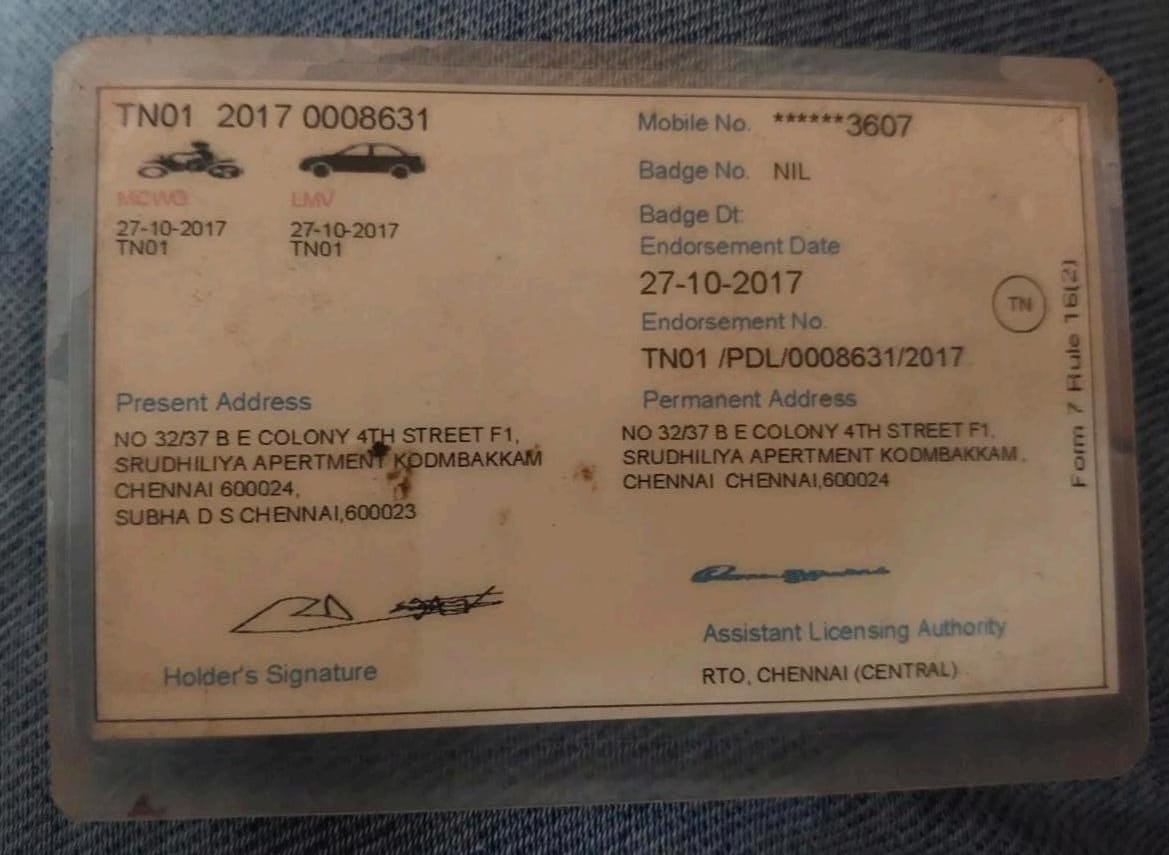 TN01 2017 0008631
MCWG LMV
27-10-2017 27-10-2017
TN01 TN01
Mobile No. ******3607
Badge No. NIL
Badge Dt:
Endorsement Date
27-10-2017
Endorsement No.
TN01 /PDL/0008631/2017
TN
Form 7 Rule 16(2)
Present Address
NO 32/37 B E COLONY 4TH STREET F1,
SRUDHILIYA APERTMENT KODMBAKKAM
CHENNAI 600024,
SUBHA D S CHENNAI,600023
Permanent Address
NO 32/37 B E COLONY 4TH STREET F1,
SRUDHILIYA APERTMENT KODMBAKKAM,
CHENNAI CHENNAI,600024
Holder's Signature
Assistant Licensing Authority
RTO, CHENNAI (CENTRAL)